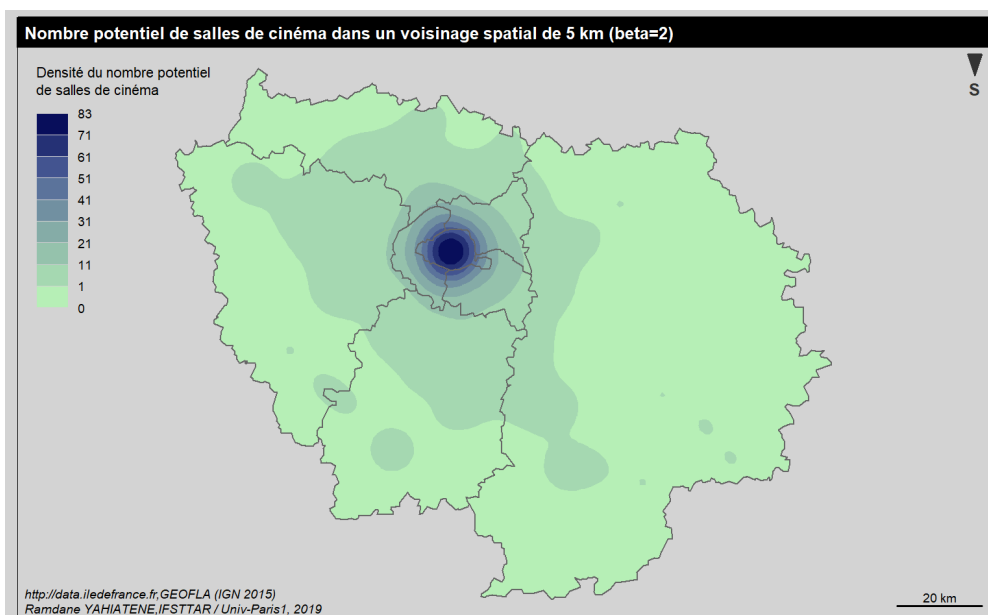 Nombre potentiel de salles de cinéma dans un voisinage spatial de 5 km (beta=2)
Densité du nombre potentiel
de salles de cinéma
83
71
61
51
41
31
21
11
1
0
S
http://data.iledefrance.fr,GEOFLA (IGN 2015)
Ramdane YAHIATENE,IFSTTAR / Univ-Paris1, 2019
20 km